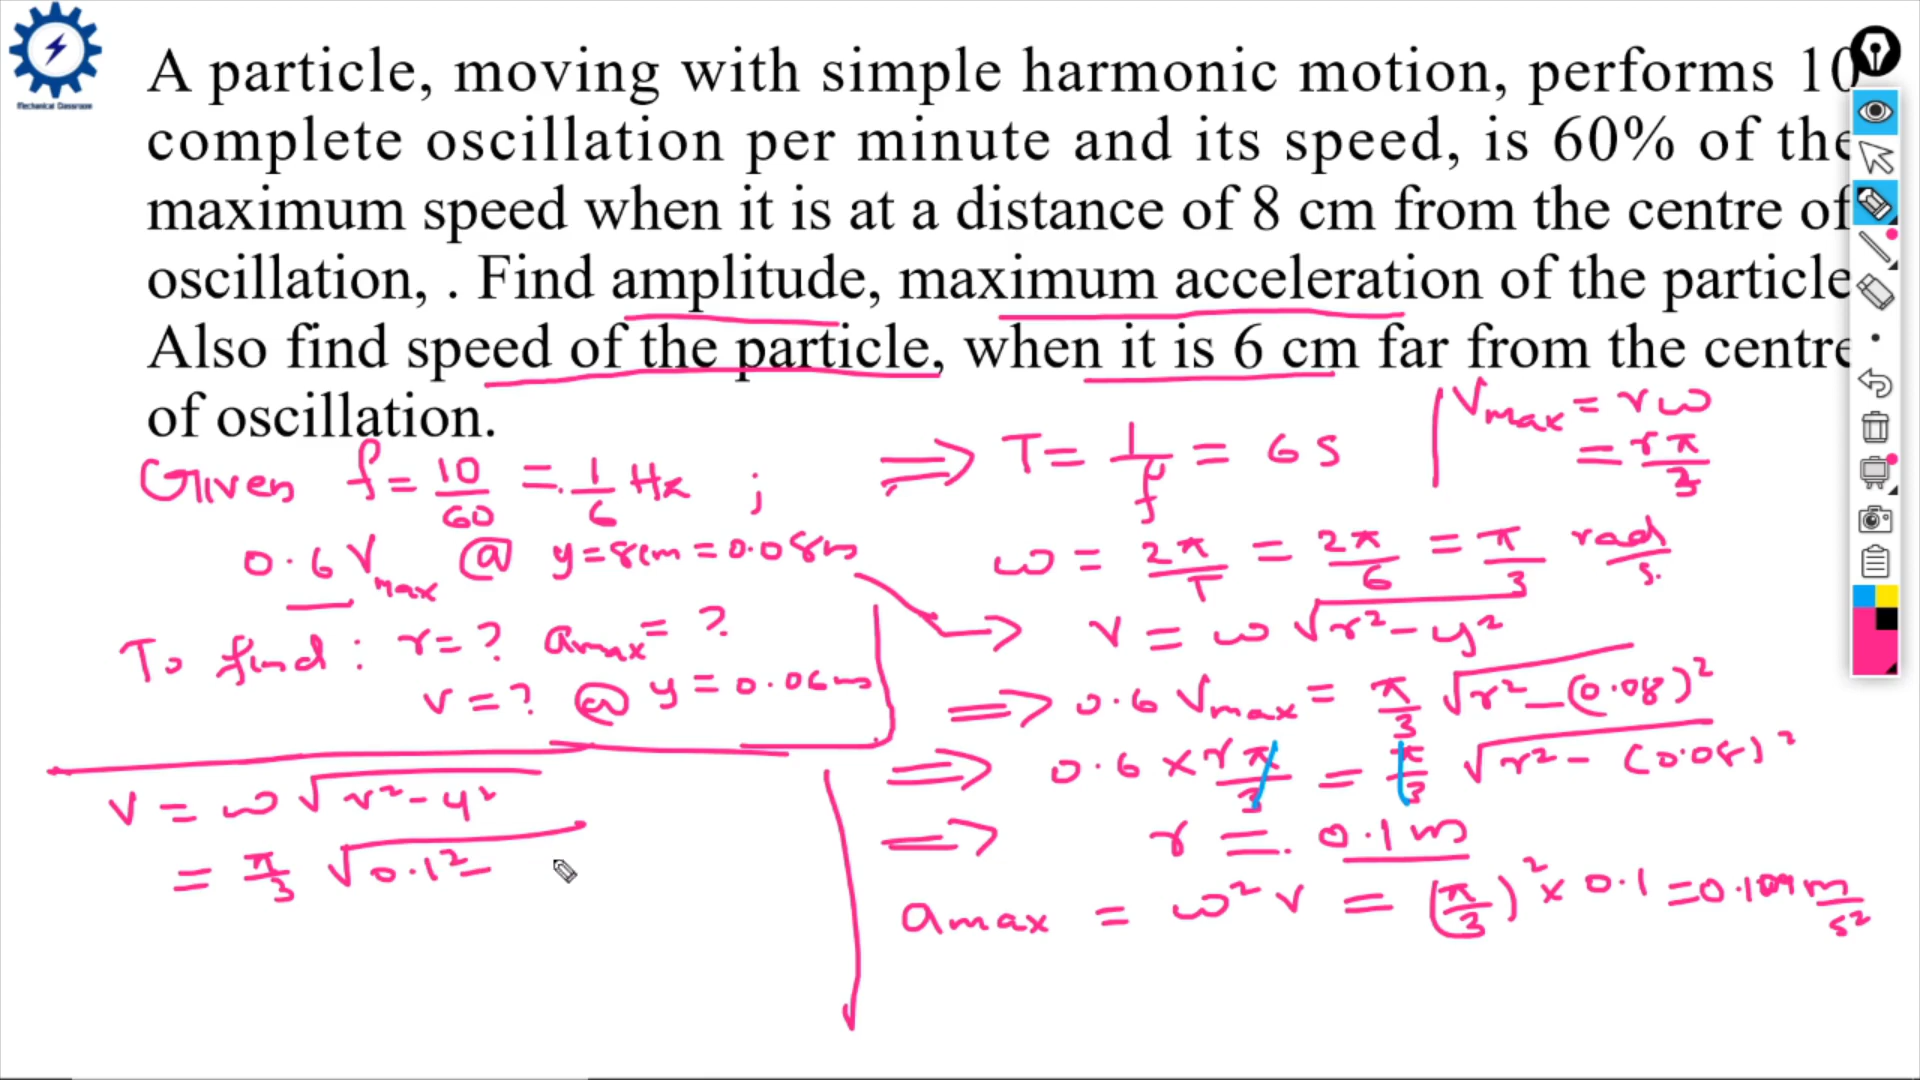 Mechanical Classroom
A particle, moving with simple harmonic motion, performs 10
complete oscillation per minute and its speed, is 60% of the
maximum speed when it is at a distance of 8 cm from the centre of
oscillation, . Find amplitude, maximum acceleration of the particle
Also find speed of the particle, when it is 6 cm far from the centre
of oscillation.
Given f = 10/60 = 1/6 Hz ;
0.6 Vmax @ y = 8cm = 0.08m
To find : r = ? amax = ?
v = ? @ y = 0.06m
v = ω √(r² - y²)
= π/3 √(0.1² -
⇒ T = 1/f = 6 S
Vmax = rω
= r π/3
ω = 2π/T = 2π/6 = π/3 rad/s.
→ v = ω √(r² - y²)
⇒ 0.6 Vmax = π/3 √(r² - (0.08)²)
⇒ 0.6 × r π/3 = π/3 √(r² - (0.08)²)
⇒ r = 0.1 m
amax = ω² r = (π/3)² × 0.1 = 0.109 m/s²